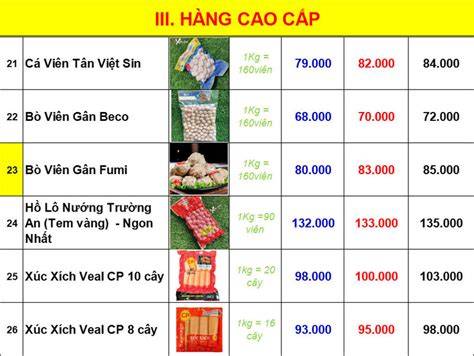 III. HÀNG CAO CẤP
21 Cá Viên Tân Việt Sin 1Kg = 160viên 79.000 82.000 84.000
22 Bò Viên Gân Beco 1Kg = 160viên 68.000 70.000 72.000
23 Bò Viên Gân Fumi 1Kg = 160viên 80.000 83.000 85.000
24 Hồ Lô Nướng Trường An (Tem vàng) - Ngon Nhất 1Kg =90 viên 132.000 133.000 135.000
25 Xúc Xích Veal CP 10 cây 1kg = 20 cây 98.000 100.000 103.000
26 Xúc Xích Veal CP 8 cây 1kg = 16 cây 93.000 95.000 98.000